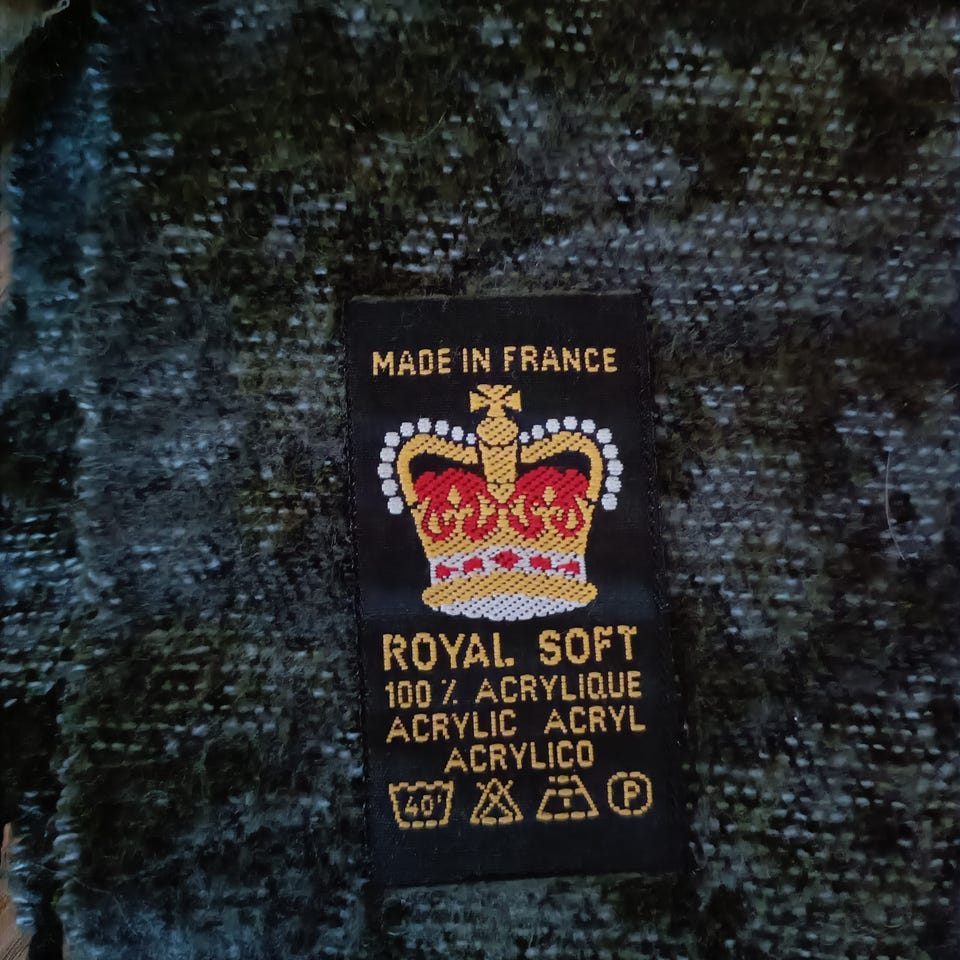 MADE IN FRANCE
ROYAL SOFT
100 % ACRYLIQUE
ACRYLIC ACRYL
ACRYLICO
40° P